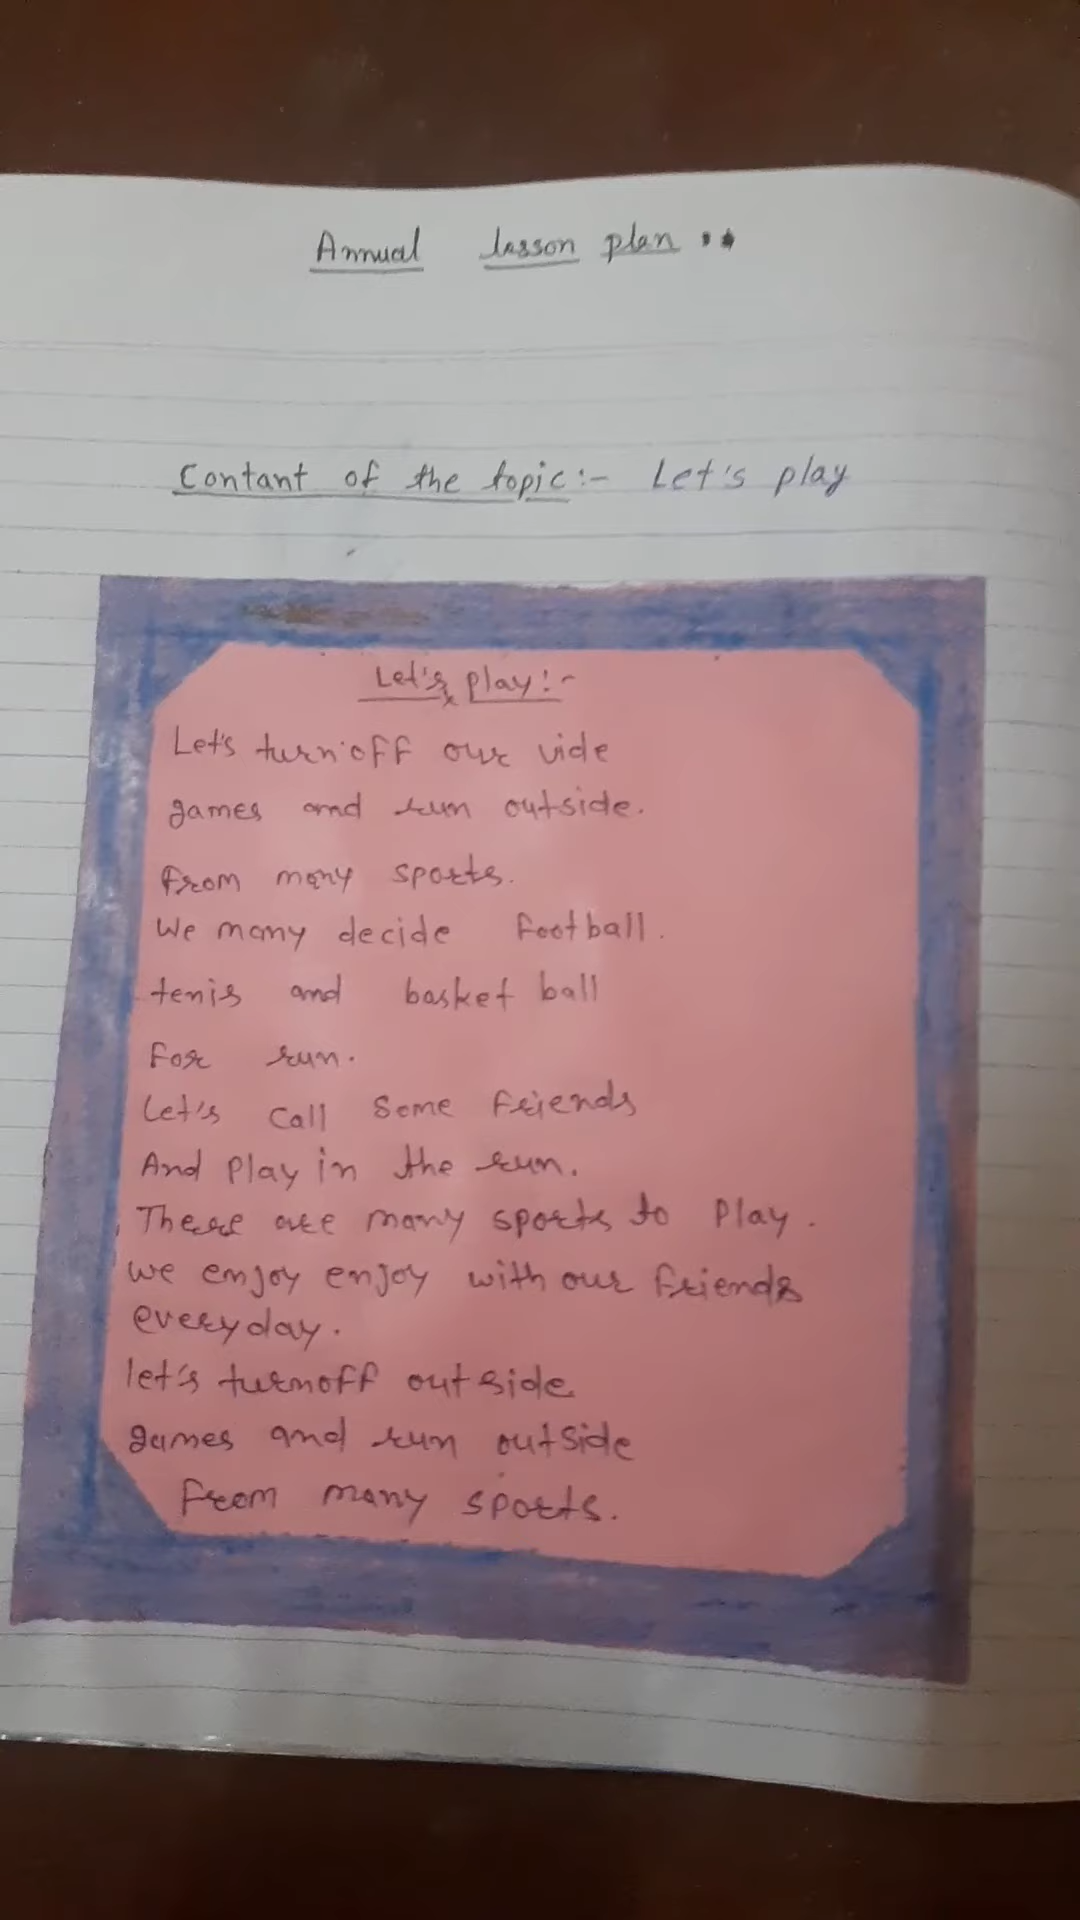 Annual lesson plan
Contant of the topic:- Let's play
Let's play:-
Let's turn off our vide
games and run outside.
from many sports.
We many decide football.
tenis and basket ball
For run.
Let's call some friends
And play in the run.
There are many sports to play.
we enjoy enjoy with our friends
everyday.
let's turnoff outside
games and run outside
from many sports.